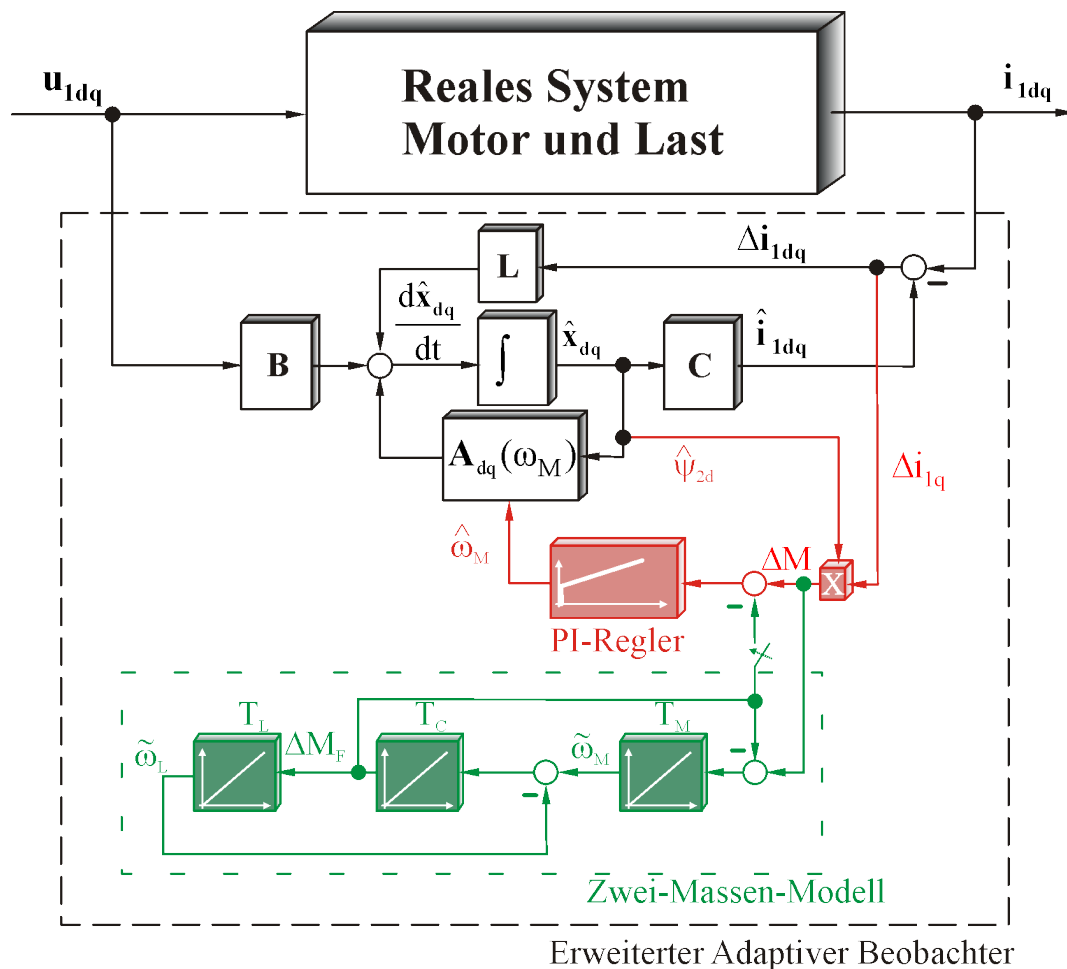 Reales System
Motor und Last
u1dq
i1dq
L
Δi1dq
dx̂dq
dt
B
∫
x̂dq
C
î1dq
Adq(ωM)
ψ̂2d
Δi1q
ω̂M
ΔM
X
PI-Regler
TL
TC
TM
ω̃L
ΔMF
ω̃M
Zwei-Massen-Modell
Erweiterter Adaptiver Beobachter